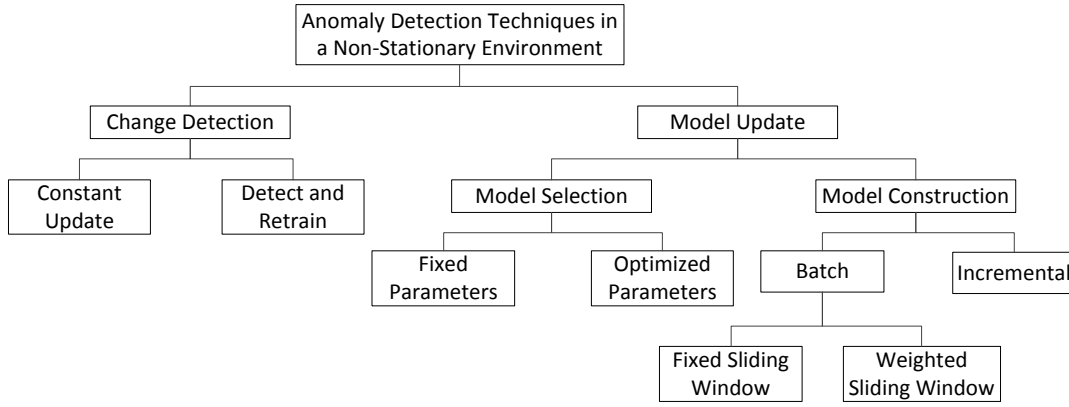 Anomaly Detection Techniques in
a Non-Stationary Environment
Change Detection
Model Update
Constant
Update
Detect and
Retrain
Model Selection
Model Construction
Fixed
Parameters
Optimized
Parameters
Batch
Incremental
Fixed Sliding
Window
Weighted
Sliding Window